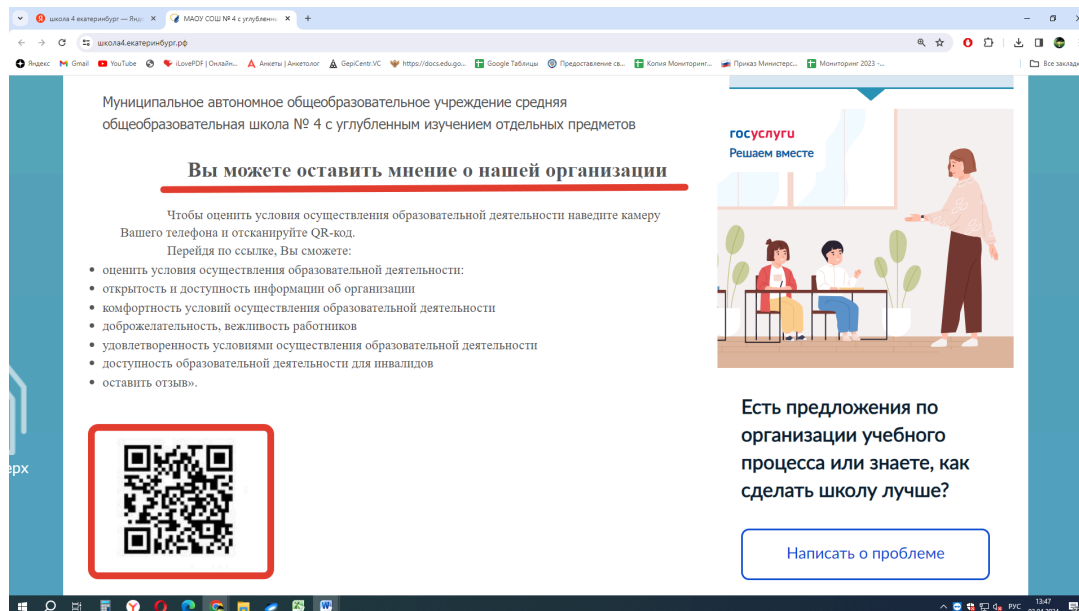 школа 4 екатеринбург — Янд
МАОУ СОШ № 4 с углубленн
школа4.екатеринбург.рф
Яндекс
Gmail
YouTube
iLovePDF | Онлайн...
Анкеты | Анкетолог
GepiCentr.VC
https://docs.edu.go...
Google Таблицы
Предоставление св...
Копия Мониторинг...
Приказ Министерс...
Мониторинг 2023 -...
Все заклад
Муниципальное автономное общеобразовательное учреждение средняя
общеобразовательная школа № 4 с углубленным изучением отдельных предметов
Вы можете оставить мнение о нашей организации
Чтобы оценить условия осуществления образовательной деятельности наведите камеру
Вашего телефона и отсканируйте QR-код.
Перейдя по ссылке, Вы сможете:
оценить условия осуществления образовательной деятельности:
открытость и доступность информации об организации
комфортность условий осуществления образовательной деятельности
доброжелательность, вежливость работников
удовлетворенность условиями осуществления образовательной деятельности
доступность образовательной деятельности для инвалидов
оставить отзыв».
ерх
госуслуги
Решаем вместе
Есть предложения по
организации учебного
процесса или знаете, как
сделать школу лучше?
Написать о проблеме
РУС
13:47